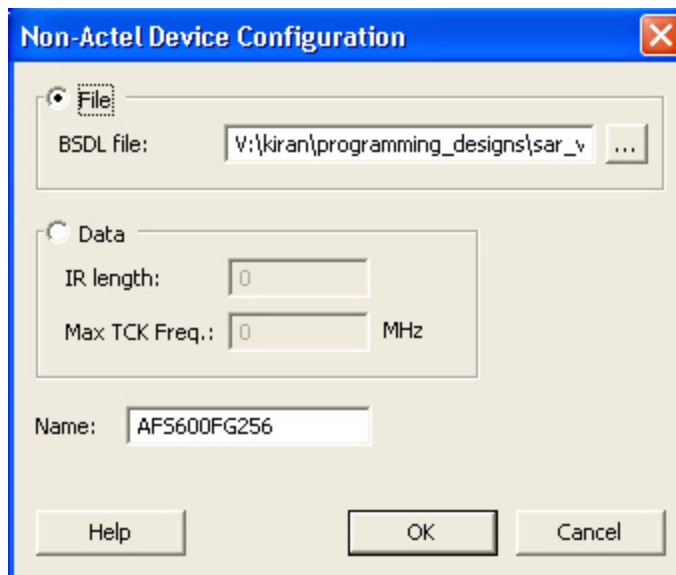 Non-Actel Device Configuration
File
BSDL file: V:\kiran\programming_designs\sar_v ...
Data
IR length: 0
Max TCK Freq.: 0 MHz
Name: AFS600FG256
Help OK Cancel